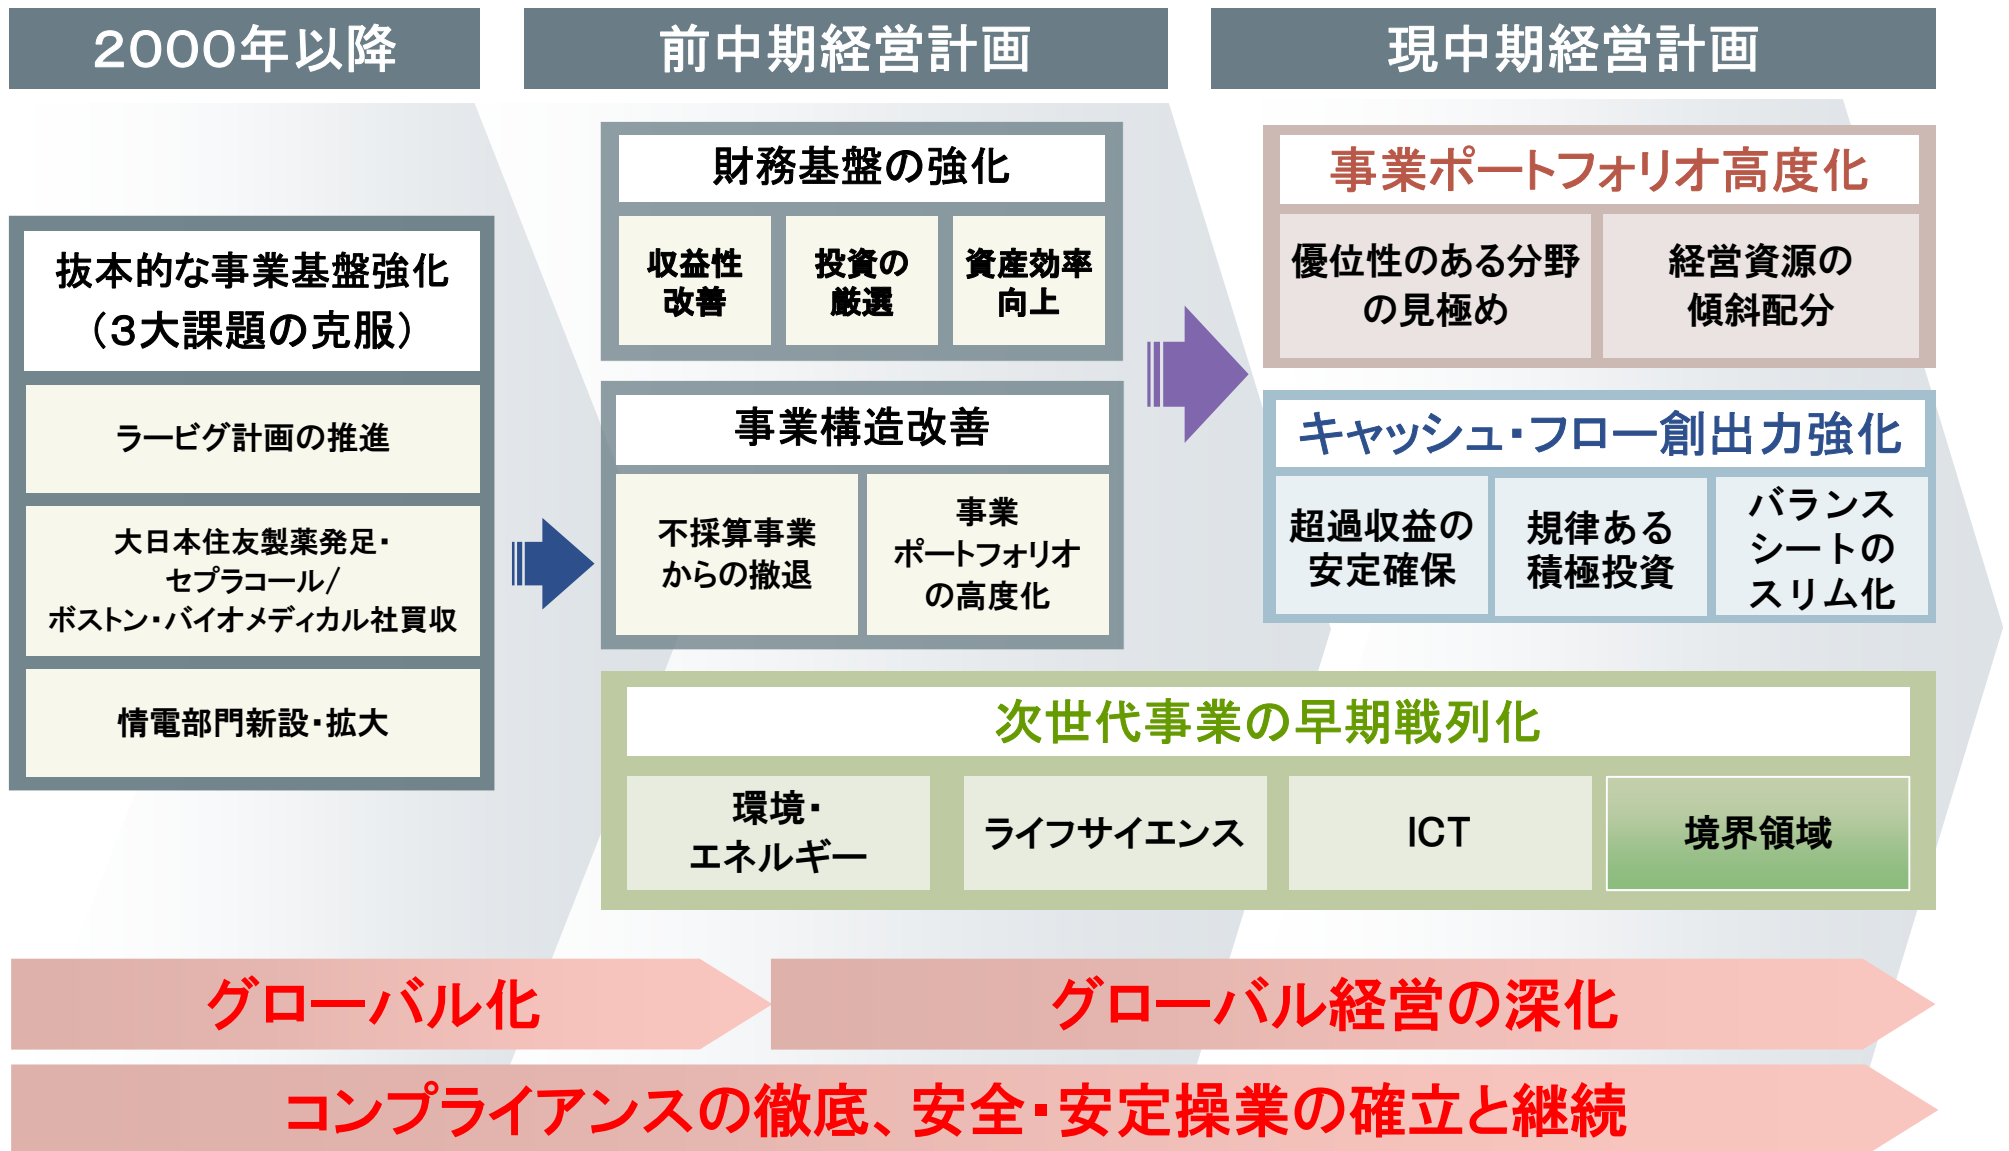 2000年以降
前中期経営計画
現中期経営計画
抜本的な事業基盤強化
（3大課題の克服）
ラービグ計画の推進
大日本住友製薬発足・
セプラコール/
ボストン・バイオメディカル社買収
情電部門新設・拡大
財務基盤の強化
収益性
改善
投資の
厳選
資産効率
向上
事業構造改善
不採算事業
からの撤退
事業
ポートフォリオ
の高度化
事業ポートフォリオ高度化
優位性のある分野
の見極め
経営資源の
傾斜配分
キャッシュ・フロー創出力強化
超過収益の
安定確保
規律ある
積極投資
バランス
シートの
スリム化
次世代事業の早期戦列化
環境・
エネルギー
ライフサイエンス
ICT
境界領域
グローバル化
グローバル経営の深化
コンプライアンスの徹底、安全・安定操業の確立と継続